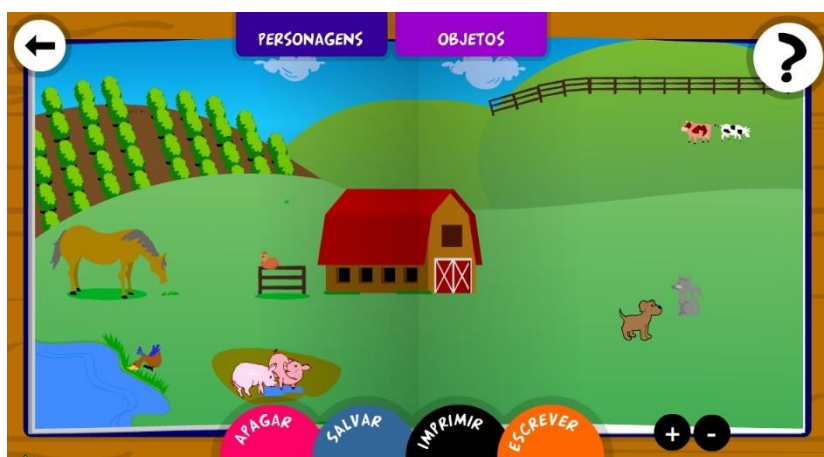 PERSONAGENS
OBJETOS
?
APAGAR
SALVAR
IMPRIMIR
ESCREVER
+
-